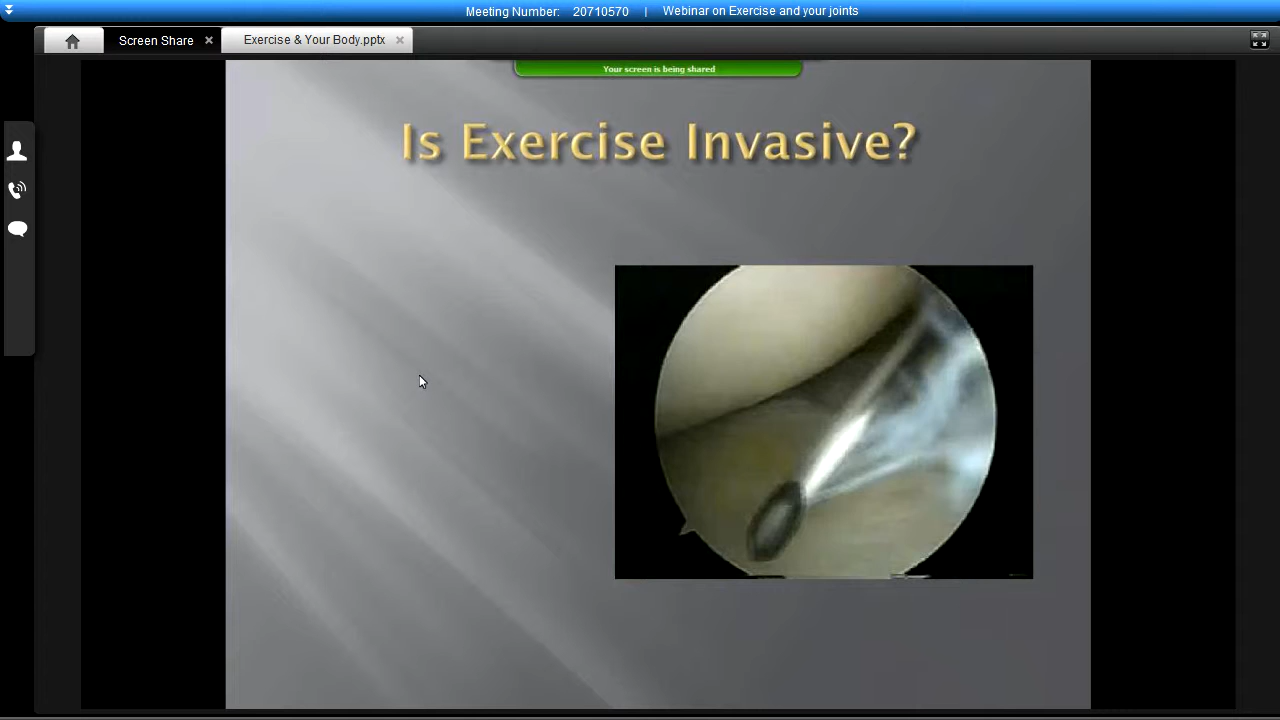 Meeting Number: 20710570 | Webinar on Exercise and your joints
Screen Share Exercise & Your Body.pptx
Your screen is being shared
Is Exercise Invasive?